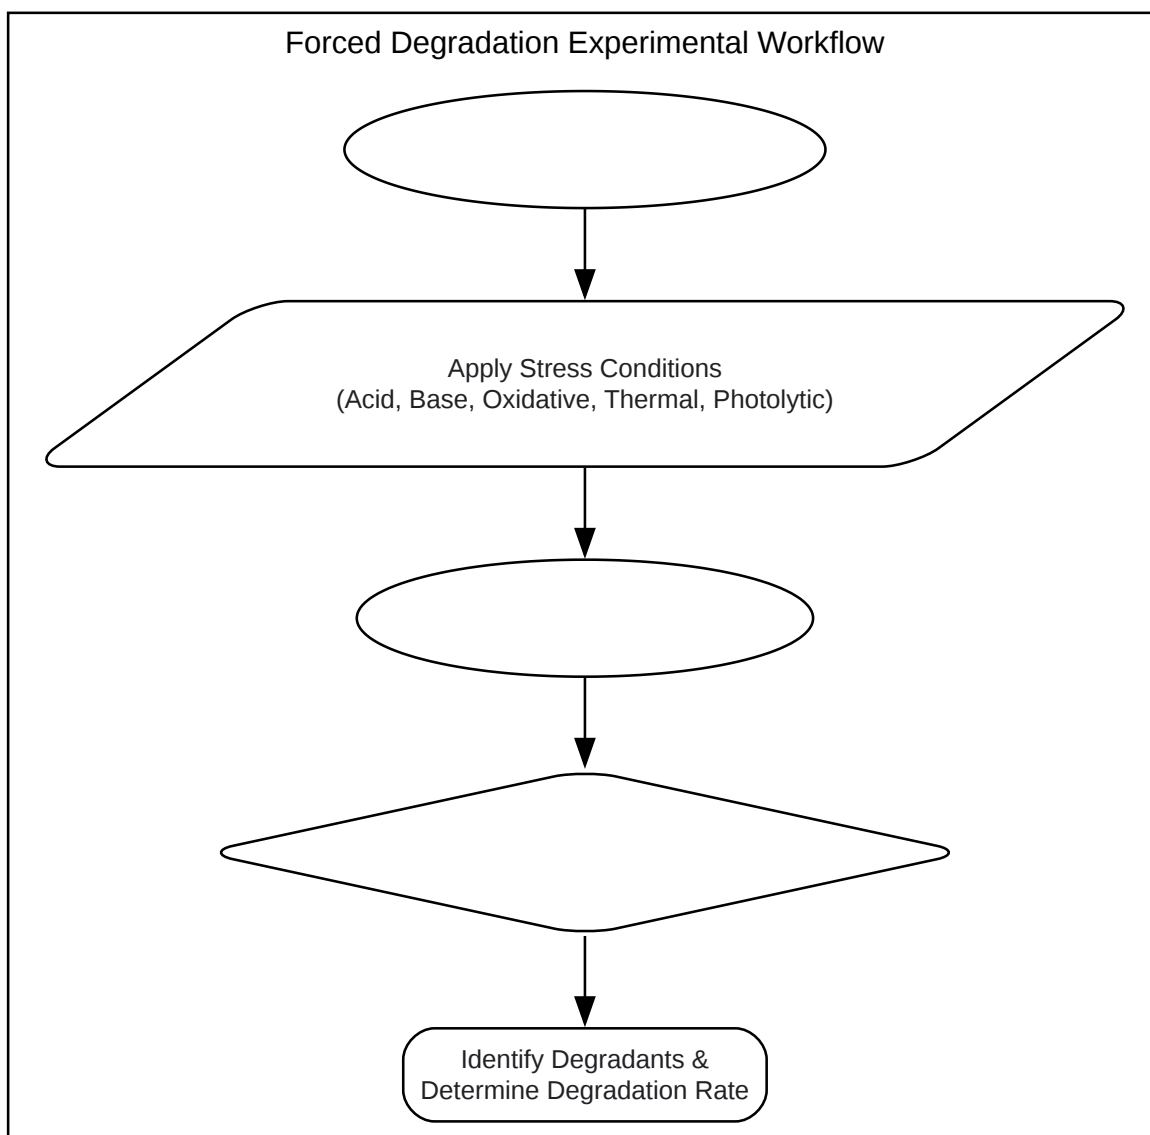 Forced Degradation Experimental Workflow
Apply Stress Conditions
(Acid, Base, Oxidative, Thermal, Photolytic)
Identify Degradants &
Determine Degradation Rate